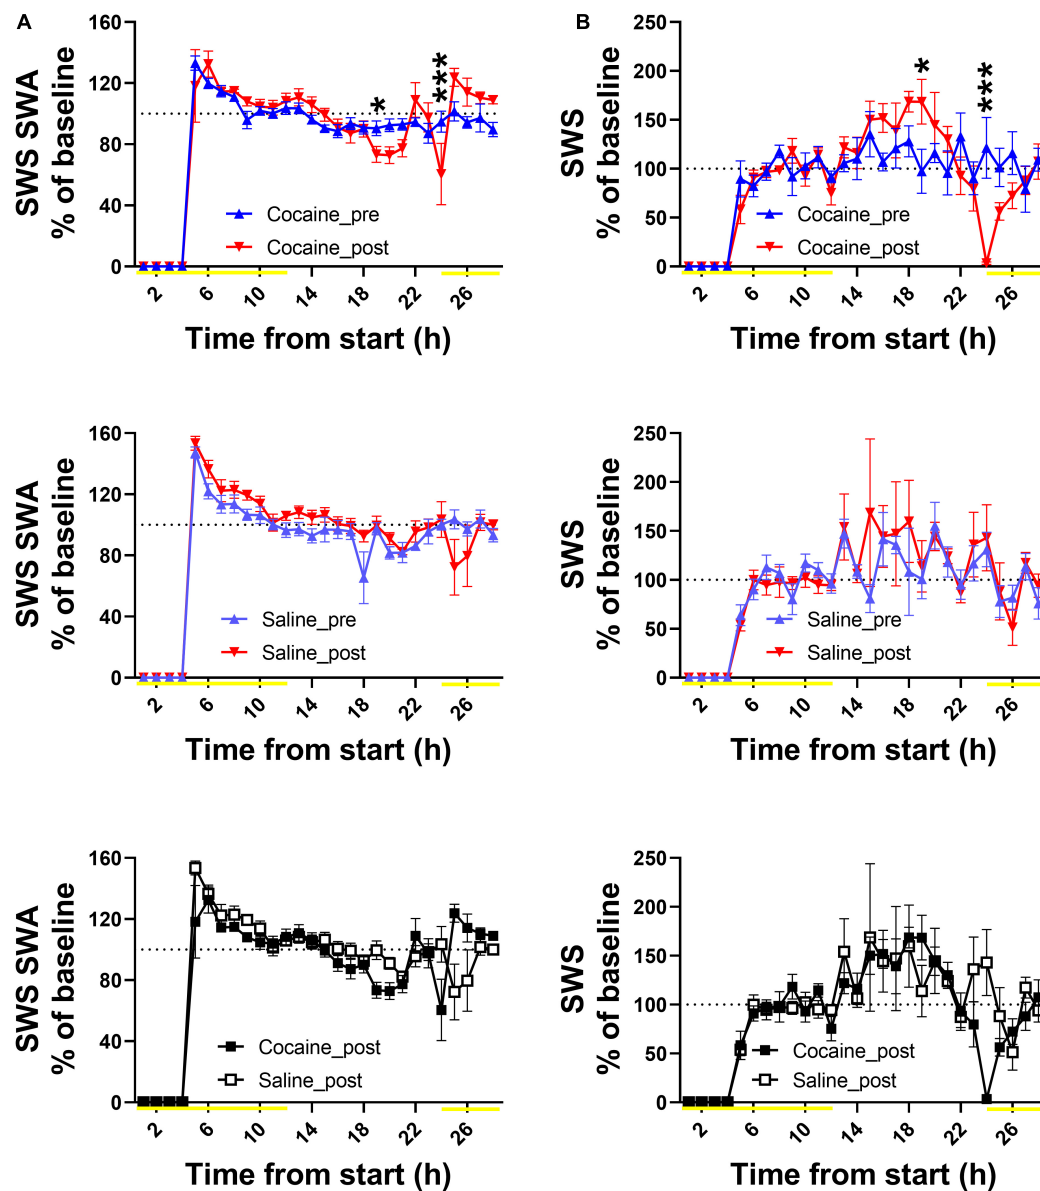 A
SWS SWA
% of baseline
160
120
80
40
0
*
***
Cocaine_pre
Cocaine_post
2
6
10
14
18
22
26
Time from start (h)
B
SWS
% of baseline
250
200
150
100
50
0
*
***
Cocaine_pre
Cocaine_post
2
6
10
14
18
22
26
Time from start (h)
SWS SWA
% of baseline
160
120
80
40
0
Saline_pre
Saline_post
2
6
10
14
18
22
26
Time from start (h)
SWS
% of baseline
250
200
150
100
50
0
Saline_pre
Saline_post
2
6
10
14
18
22
26
Time from start (h)
SWS SWA
% of baseline
160
120
80
40
0
Cocaine_post
Saline_post
2
6
10
14
18
22
26
Time from start (h)
SWS
% of baseline
250
200
150
100
50
0
Cocaine_post
Saline_post
2
6
10
14
18
22
26
Time from start (h)